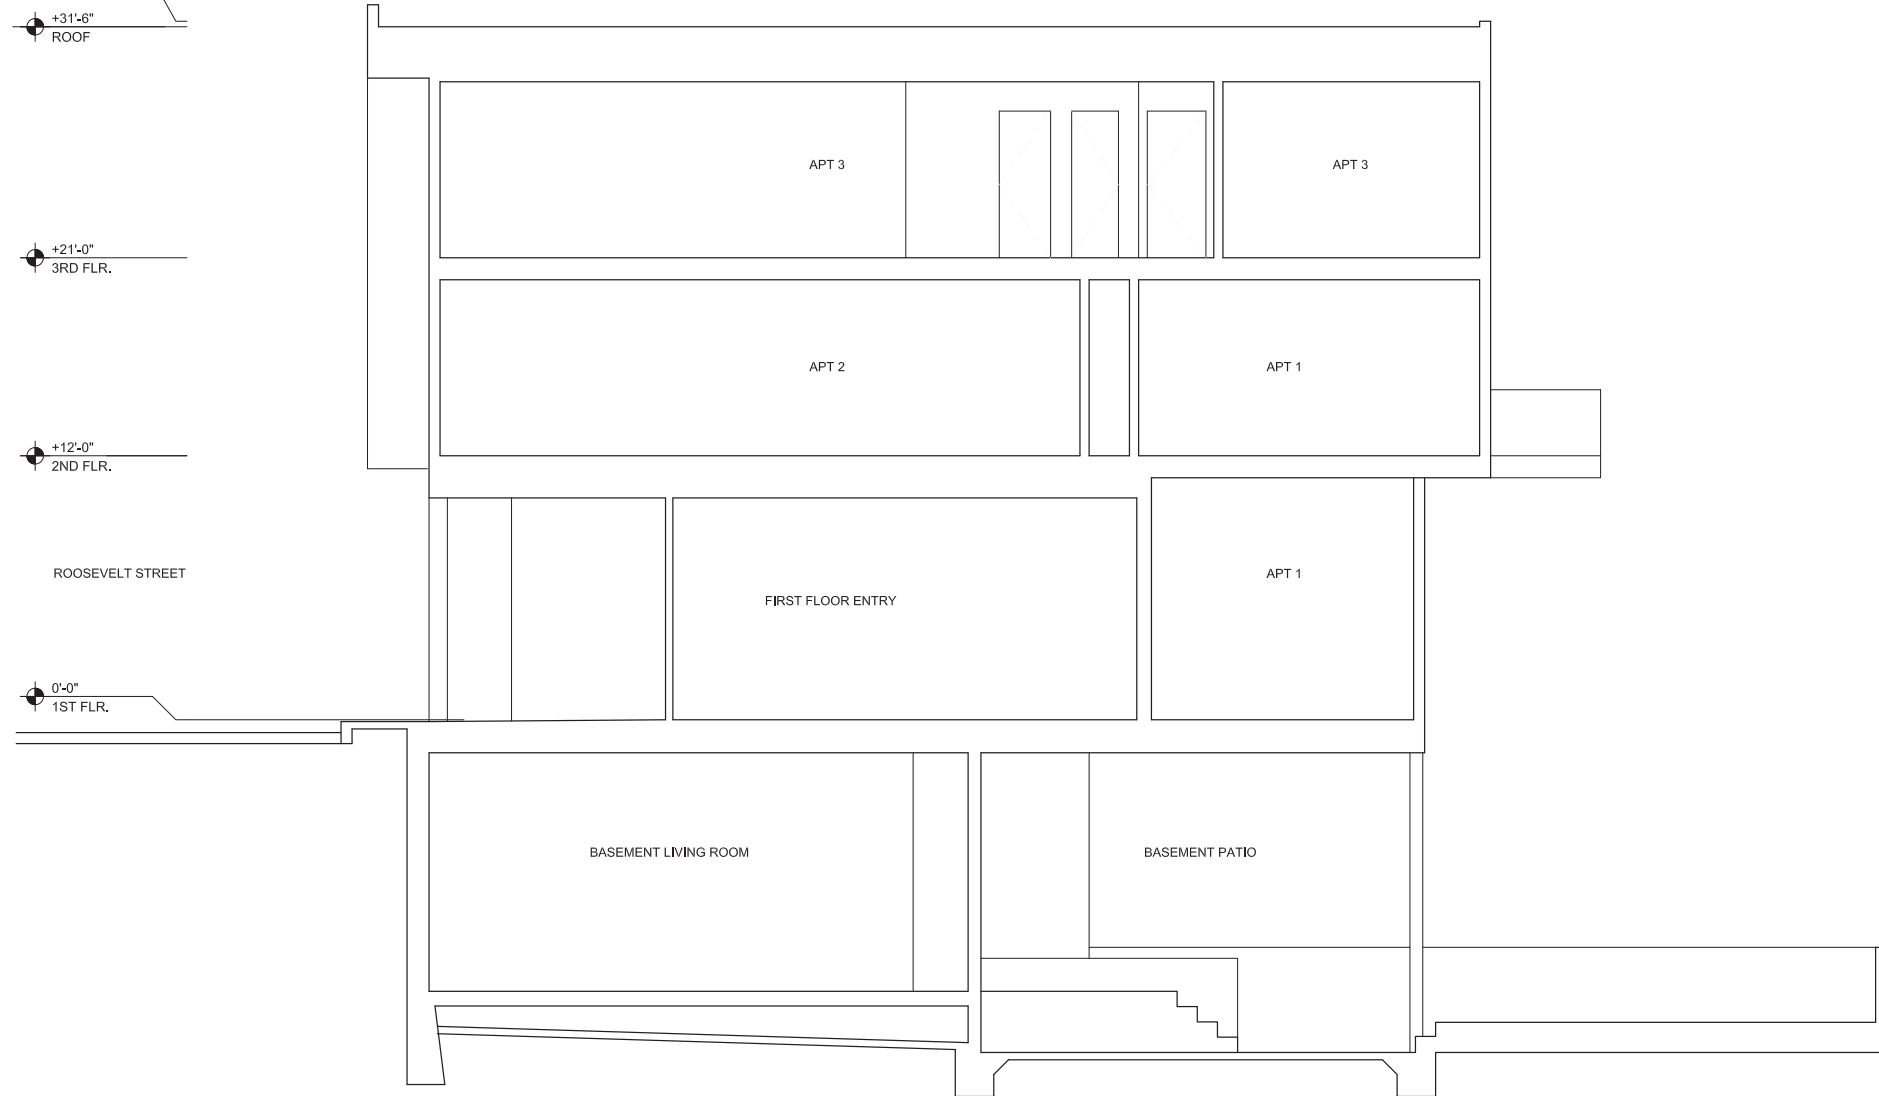 +31'-6"
ROOF
APT 3
APT 3
+21'-0"
3RD FLR.
APT 2
APT 1
+12'-0"
2ND FLR.
ROOSEVELT STREET
APT 1
FIRST FLOOR ENTRY
0'-0"
1ST FLR.
BASEMENT LIVING ROOM
BASEMENT PATIO